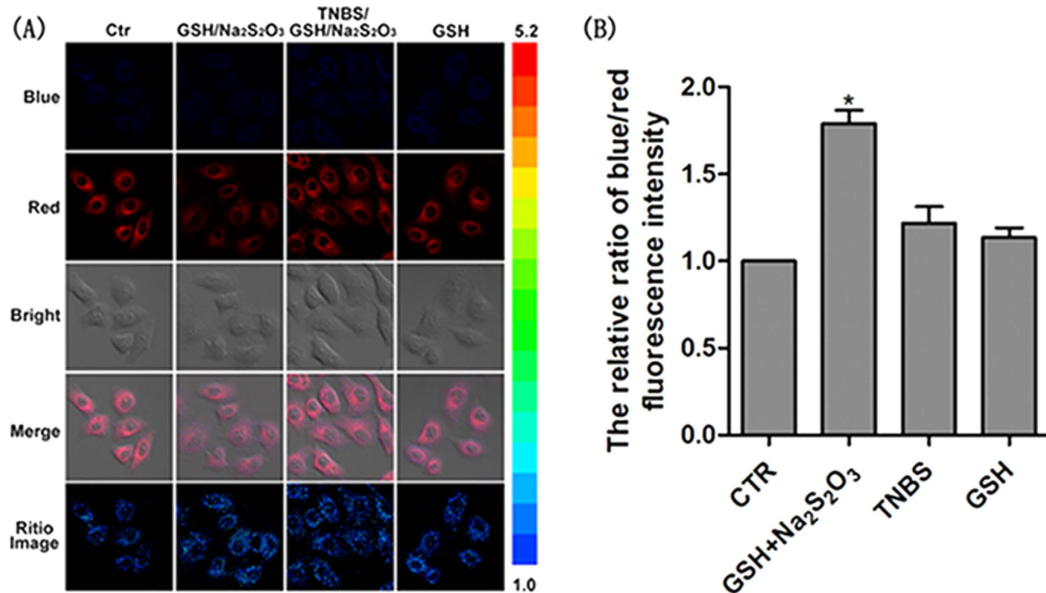 (A)
Ctr
GSH/Na₂S₂O₃
TNBS/
GSH/Na₂S₂O₃
GSH
5.2
Blue
Red
Bright
Merge
Ritio
Image
1.0
(B)
The relative ratio of blue/red
fluorescence intensity
2.0
1.5
1.0
0.5
0.0
*
CTR
GSH+Na₂S₂O₃
TNBS
GSH